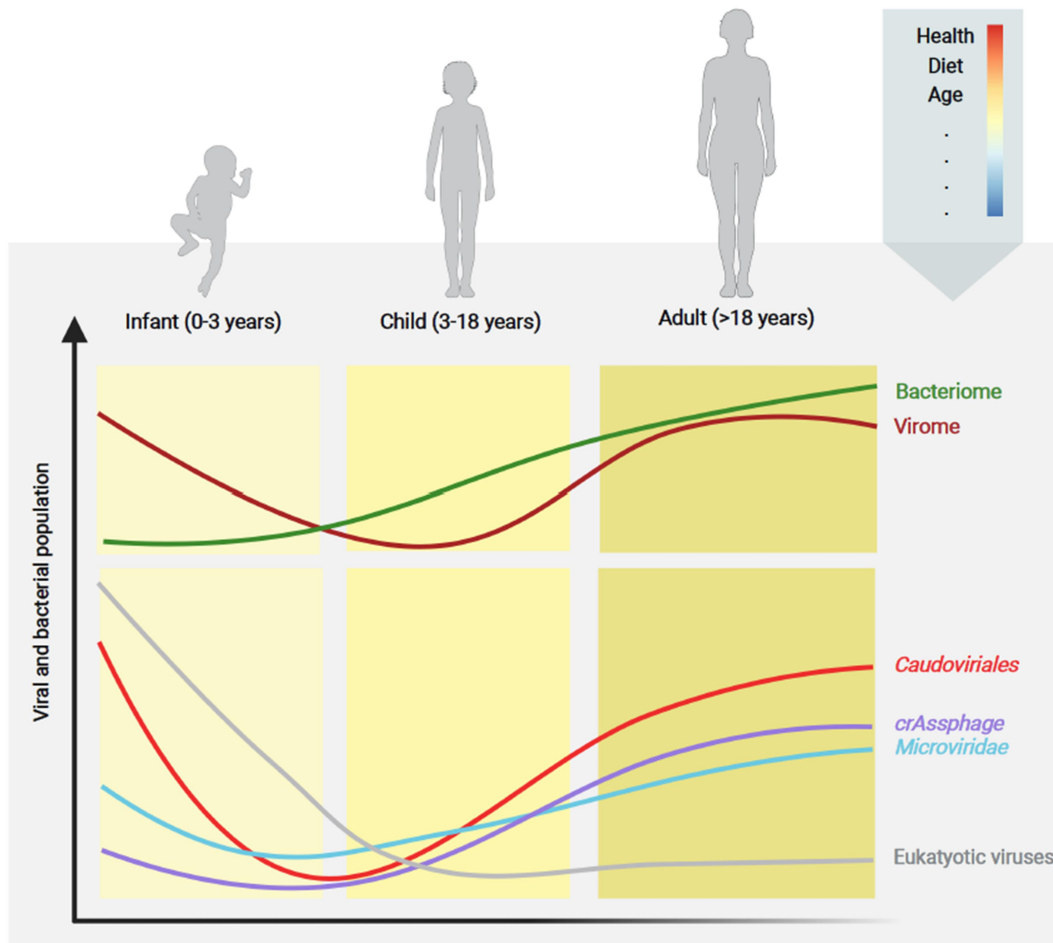 Health
Diet
Age
.
.
.
.
Infant (0-3 years)
Child (3-18 years)
Adult (>18 years)
Viral and bacterial population
Bacteriome
Virome
Caudoviriales
crAssphage
Microviridae
Eukatyotic viruses